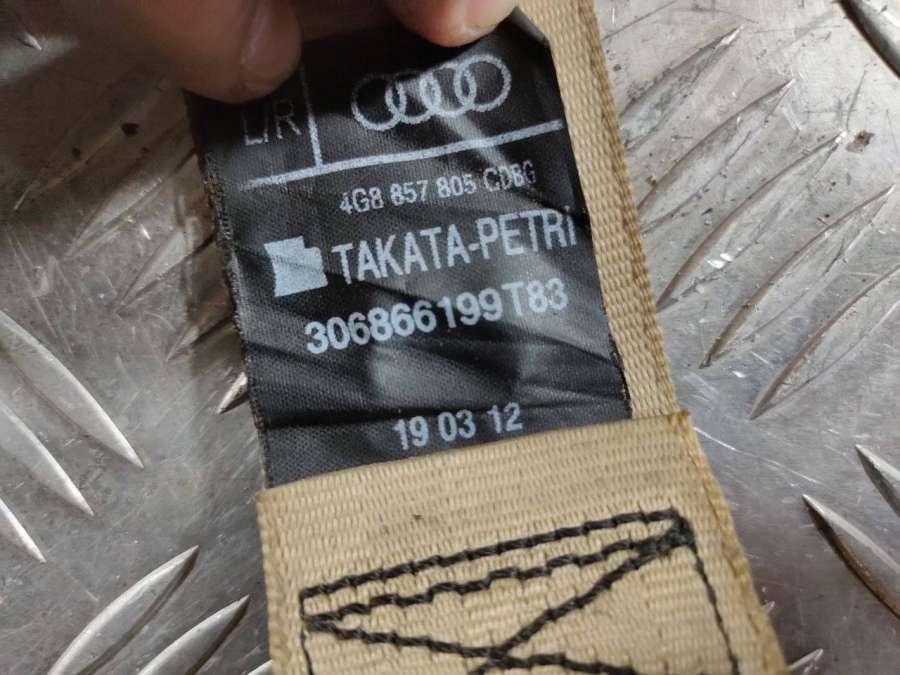 L/R
4G8 857 805 CDBG
TAKATA-PETRI
306866199T83
19 03 12